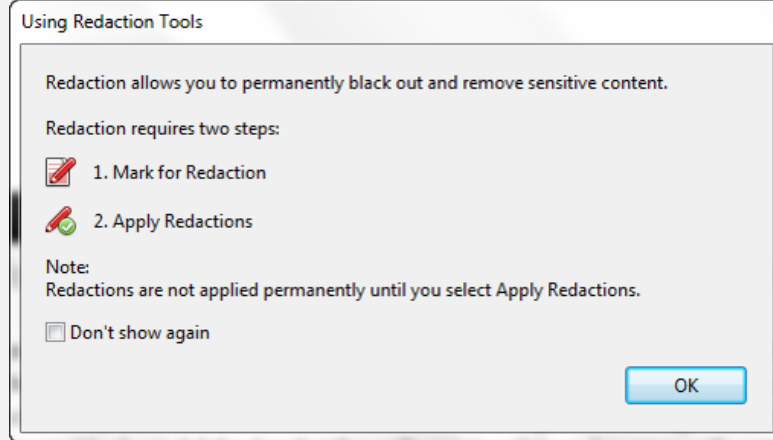 Using Redaction Tools
Redaction allows you to permanently black out and remove sensitive content.
Redaction requires two steps:
1. Mark for Redaction
2. Apply Redactions
Note:
Redactions are not applied permanently until you select Apply Redactions.
Don't show again
OK